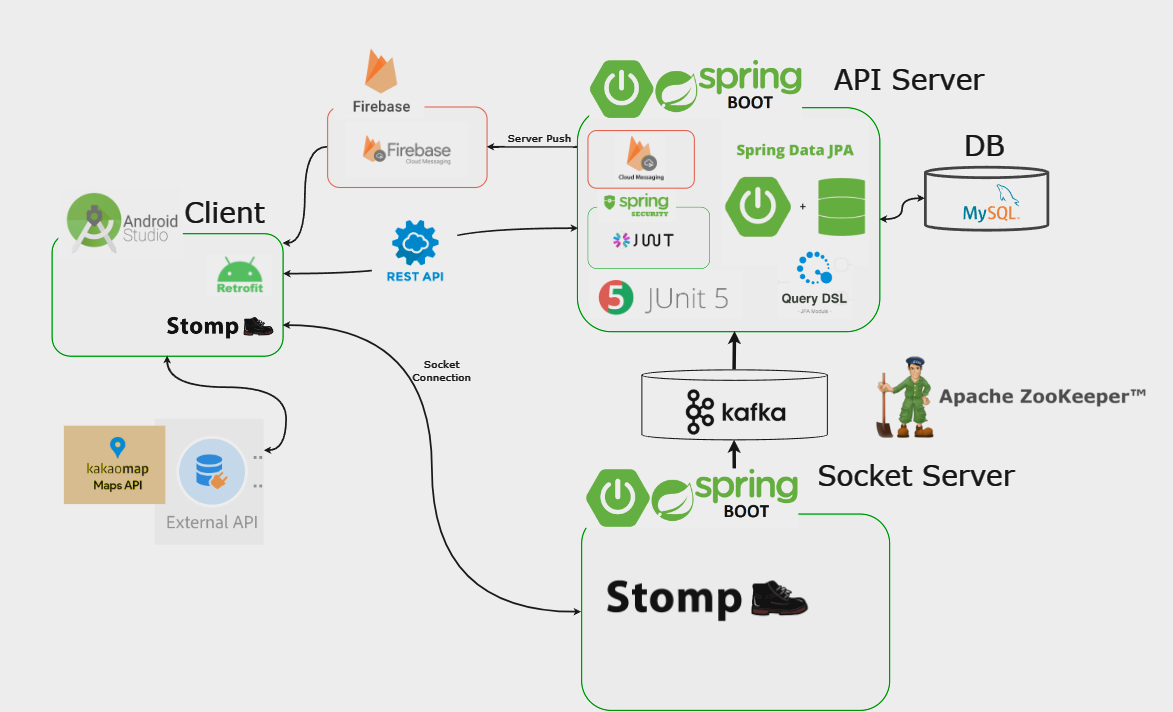 Firebase
Firebase
Cloud Messaging
Server Push
spring
BOOT
API Server
Cloud Messaging
Spring Data JPA
+
spring
SECURITY
JWT
5
JUnit 5
Query DSL
- JPA Module -
DB
MySQL
Android
Studio
Client
Retrofit
Stomp
REST API
Socket
Connection
kakaomap
Maps API
External API
kafka
Apache ZooKeeper™
spring
BOOT
Socket Server
Stomp